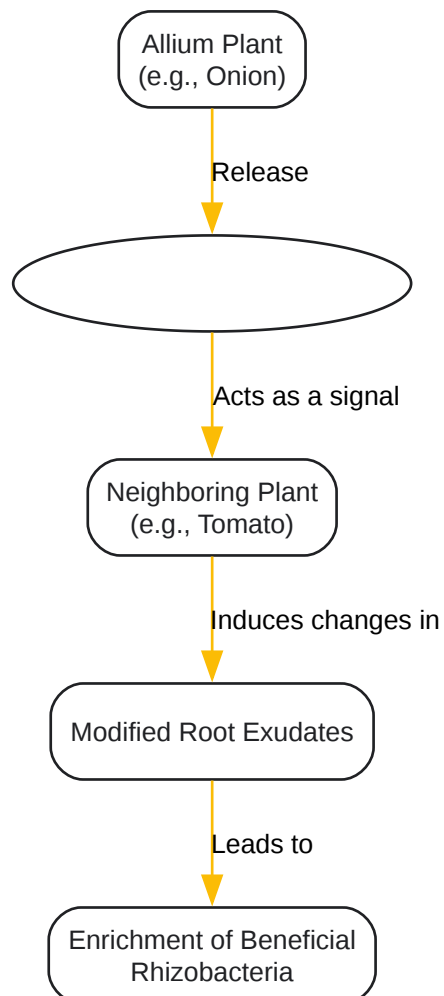 Allium Plant
(e.g., Onion)
Release
Acts as a signal
Neighboring Plant
(e.g., Tomato)
Induces changes in
Modified Root Exudates
Leads to
Enrichment of Beneficial
Rhizobacteria